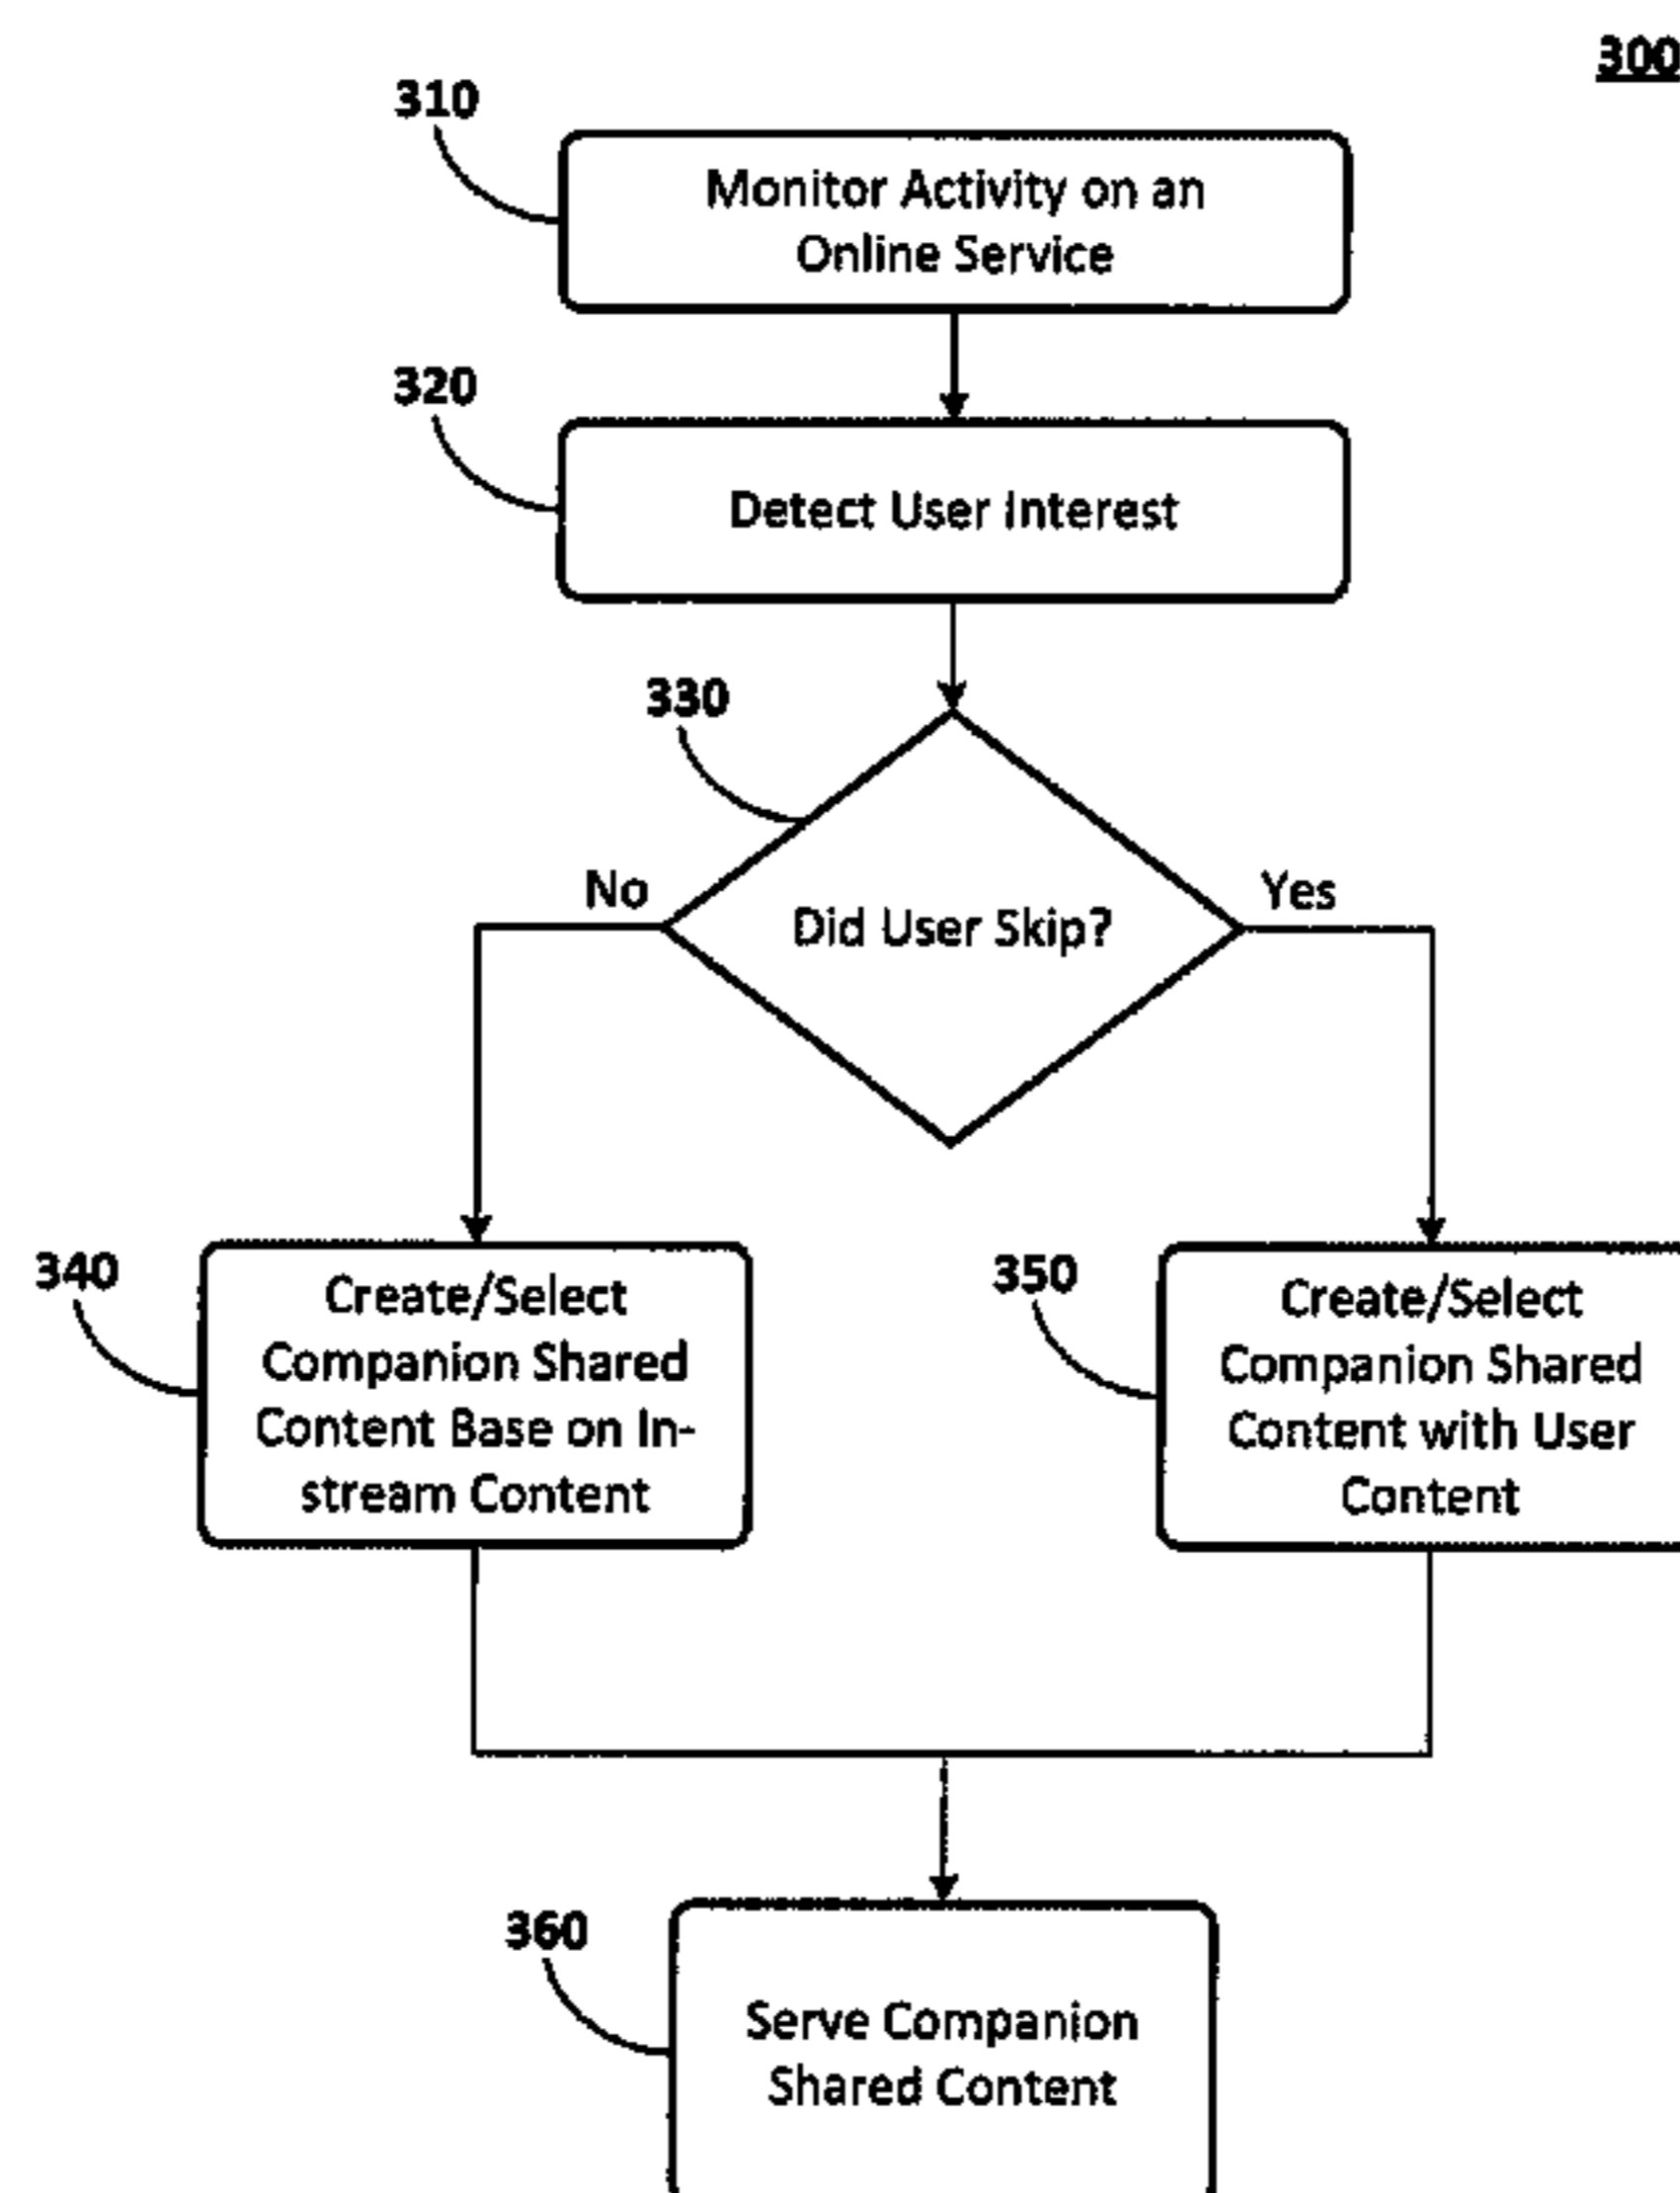 300
310
Monitor Activity on an
Online Service
320
Detect User Interest
330
No
Did User Skip?
Yes
340
Create/Select
Companion Shared
Content Base on In-
stream Content
350
Create/Select
Companion Shared
Content with User
Content
360
Serve Companion
Shared Content